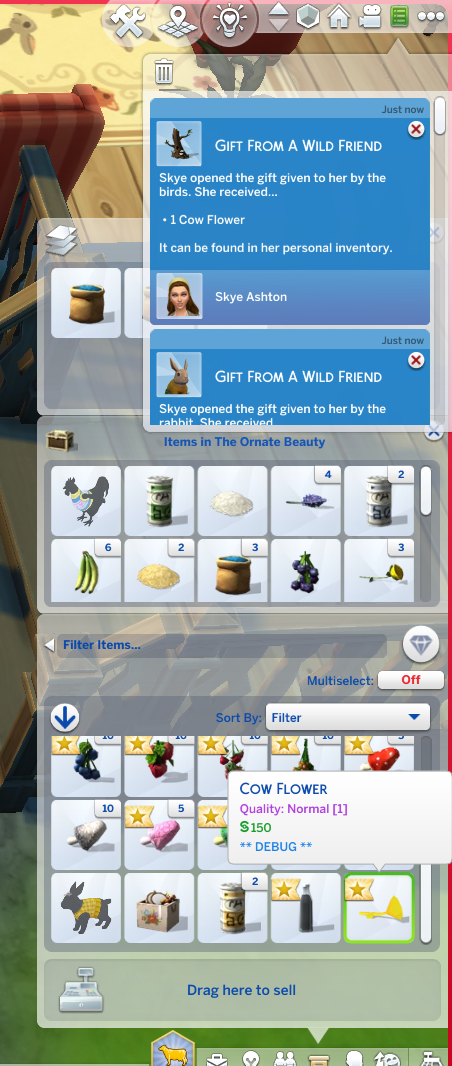 Just now
GIFT FROM A WILD FRIEND
Skye opened the gift given to her by the
birds. She received...
• 1 Cow Flower
It can be found in her personal inventory.
Skye Ashton
Just now
GIFT FROM A WILD FRIEND
Skye opened the gift given to her by the
rabbit. She received
Items in The Ornate Beauty
4
2
6
2
3
3
Filter Items...
Multiselect: Off
Sort By: Filter
10
10
10
10
5
10
5
COW FLOWER
Quality: Normal [1]
§150
** DEBUG **
2
Drag here to sell